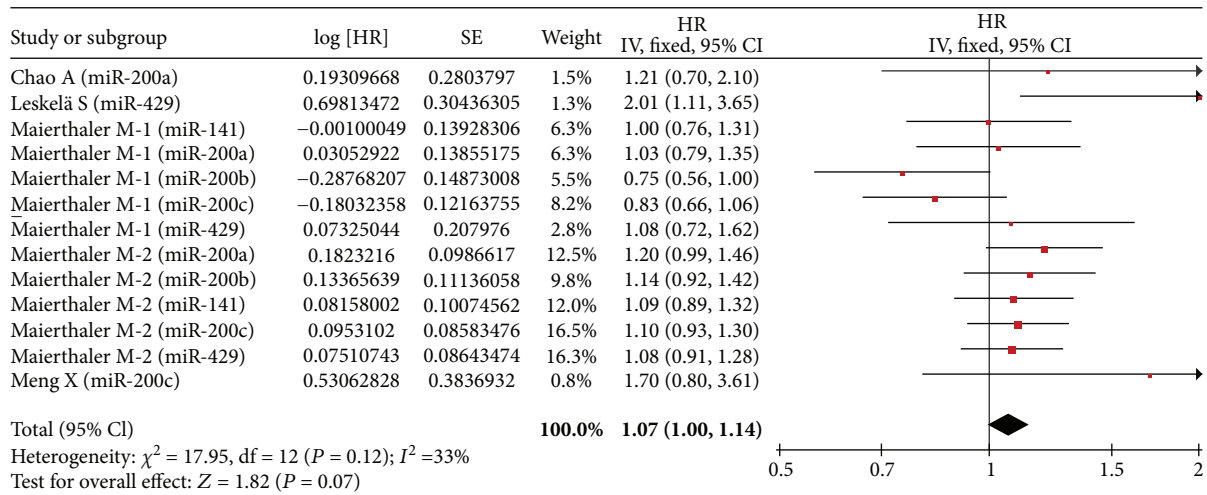 Study or subgroup log [HR] SE Weight HR IV, fixed, 95% CI HR IV, fixed, 95% CI
Chao A (miR-200a) 0.19309668 0.2803797 1.5% 1.21 (0.70, 2.10)
Leskelä S (miR-429) 0.69813472 0.30436305 1.3% 2.01 (1.11, 3.65)
Maierthaler M-1 (miR-141) −0.00100049 0.13928306 6.3% 1.00 (0.76, 1.31)
Maierthaler M-1 (miR-200a) 0.03052922 0.13855175 6.3% 1.03 (0.79, 1.35)
Maierthaler M-1 (miR-200b) −0.28768207 0.14873008 5.5% 0.75 (0.56, 1.00)
Maierthaler M-1 (miR-200c) −0.18032358 0.12163755 8.2% 0.83 (0.66, 1.06)
Maierthaler M-1 (miR-429) 0.07325044 0.207976 2.8% 1.08 (0.72, 1.62)
Maierthaler M-2 (miR-200a) 0.1823216 0.0986617 12.5% 1.20 (0.99, 1.46)
Maierthaler M-2 (miR-200b) 0.13365639 0.11136058 9.8% 1.14 (0.92, 1.42)
Maierthaler M-2 (miR-141) 0.08158002 0.10074562 12.0% 1.09 (0.89, 1.32)
Maierthaler M-2 (miR-200c) 0.0953102 0.08583476 16.5% 1.10 (0.93, 1.30)
Maierthaler M-2 (miR-429) 0.07510743 0.08643474 16.3% 1.08 (0.91, 1.28)
Meng X (miR-200c) 0.53062828 0.3836932 0.8% 1.70 (0.80, 3.61)
Total (95% Cl) 100.0% 1.07 (1.00, 1.14)
Heterogeneity: χ² = 17.95, df = 12 (P = 0.12); I² =33%
Test for overall effect: Z = 1.82 (P = 0.07)
0.5 0.7 1 1.5 2